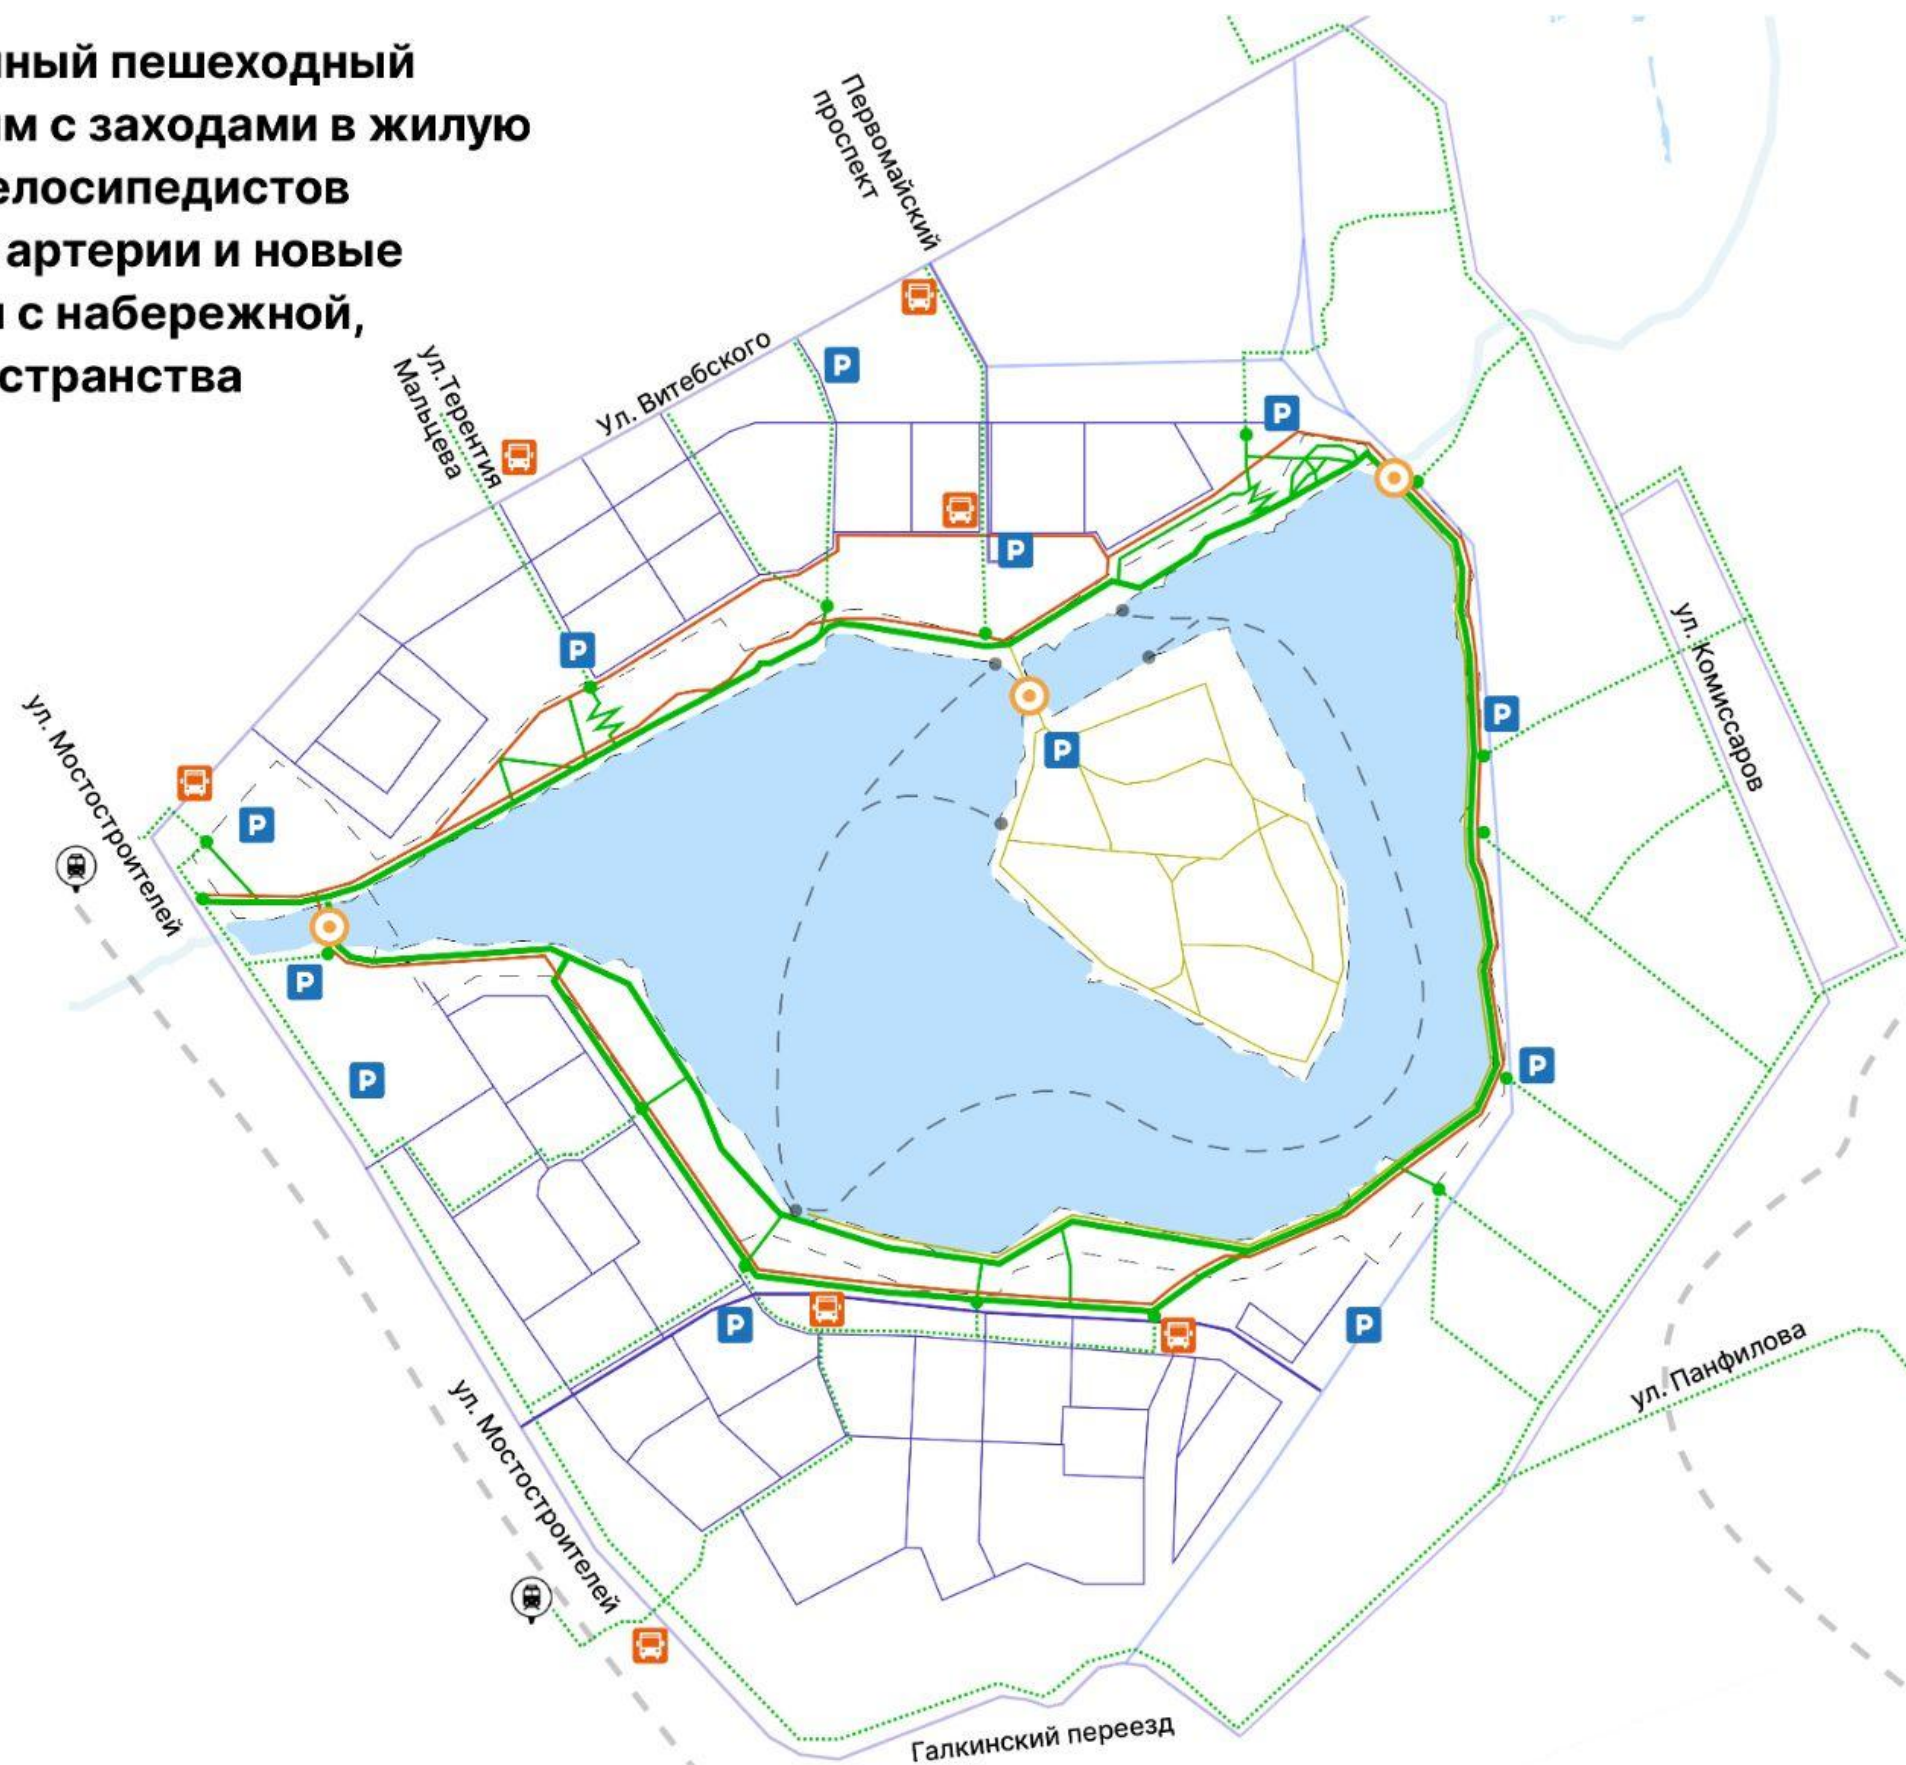 нный пешеходный
м с заходами в жилую
елосипедистов
артерии и новые
с набережной,
странства
Первомайский
проспект
ул.Терентия
Мальцева
Ул. Витебского
P
P
P
P
ул. Мостостроителей
P
P
P
P
P
ул. Комиссаров
P
P
P
P
ул. Панфилова
ул. Мостостроителей
Галкинский переезд